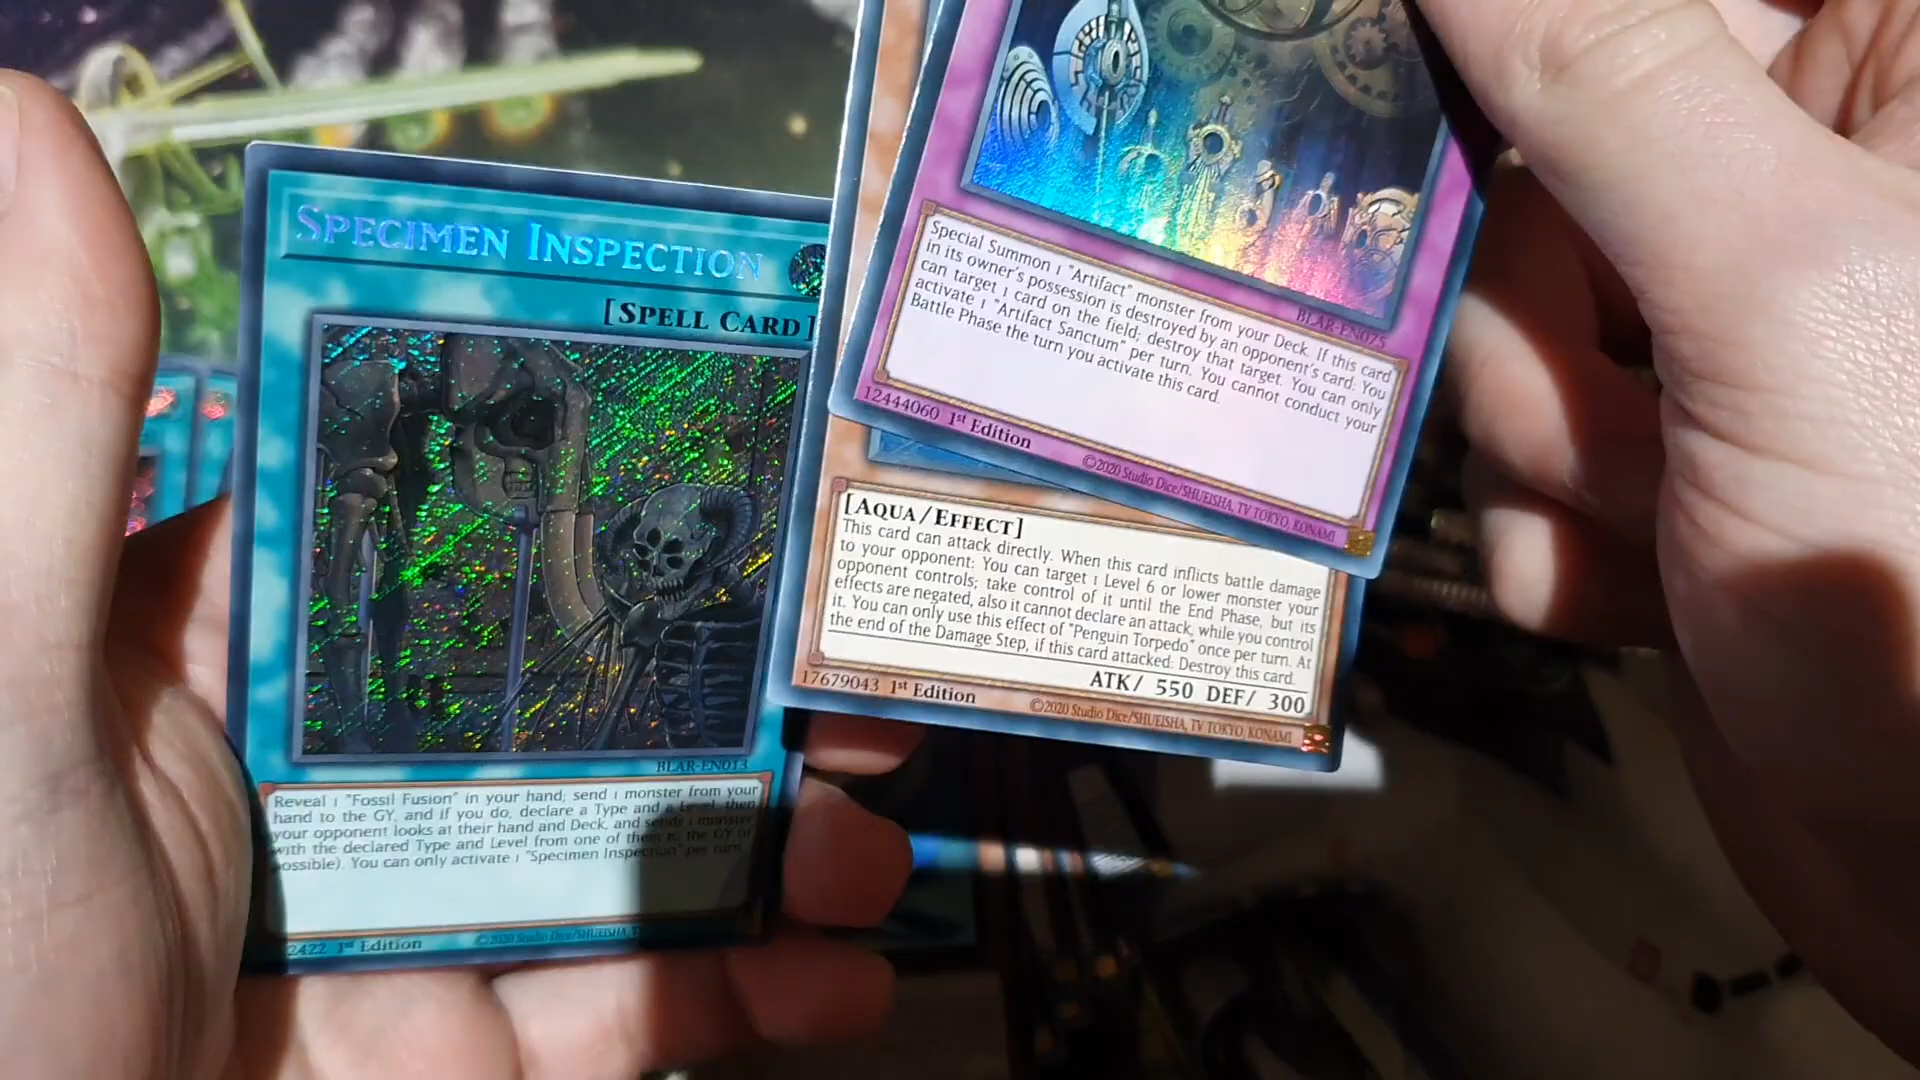 SPECIMEN INSPECTION
[SPELL CARD]
BLAR-EN013
Reveal 1 "Fossil Fusion" in your hand; send 1 monster from your
hand to the GY, and if you do, declare a Type and a Level, then
your opponent looks at their hand and Deck, and sends 1 monster
with the declared Type and Level from one of them to the GY (if
possible). You can only activate 1 "Specimen Inspection" per turn.
2422 1st Edition
©2020 Studio Dice/SHUEISHA, T
BLAR-EN075
Special Summon 1 "Artifact" monster from your Deck. If this card
in its owner's possession is destroyed by an opponent's card: You
can target 1 card on the field; destroy that target. You can only
activate 1 "Artifact Sanctum" per turn. You cannot conduct your
Battle Phase the turn you activate this card.
12444060 1st Edition
©2020 Studio Dice/SHUEISHA, TV TOKYO, KONAMI
[AQUA/EFFECT]
This card can attack directly. When this card inflicts battle damage
to your opponent: You can target 1 Level 6 or lower monster your
opponent controls; take control of it until the End Phase, but its
effects are negated, also it cannot declare an attack, while you control
it. You can only use this effect of "Penguin Torpedo" once per turn. At
the end of the Damage Step, if this card attacked: Destroy this card.
ATK/ 550 DEF/ 300
17679043 1st Edition
©2020 Studio Dice/SHUEISHA, TV TOKYO, KONAMI